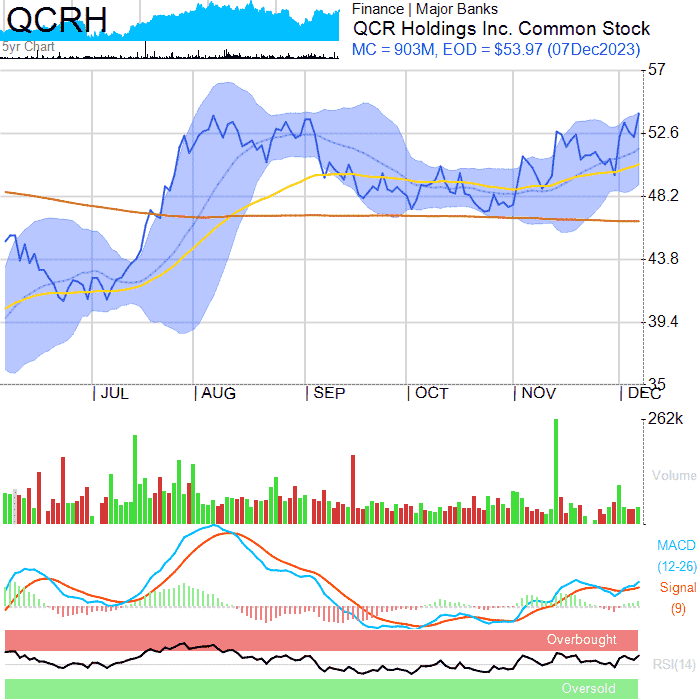 QCRH
5yr Chart
Finance | Major Banks
QCR Holdings Inc. Common Stock
MC = 903M, EOD = $53.97 (07Dec2023)
57
52.6
48.2
43.8
39.4
35
JUL AUG SEP OCT NOV DEC
262k
Volume
MACD
(12-26)
Signal
(9)
Overbought
RSI(14)
Oversold